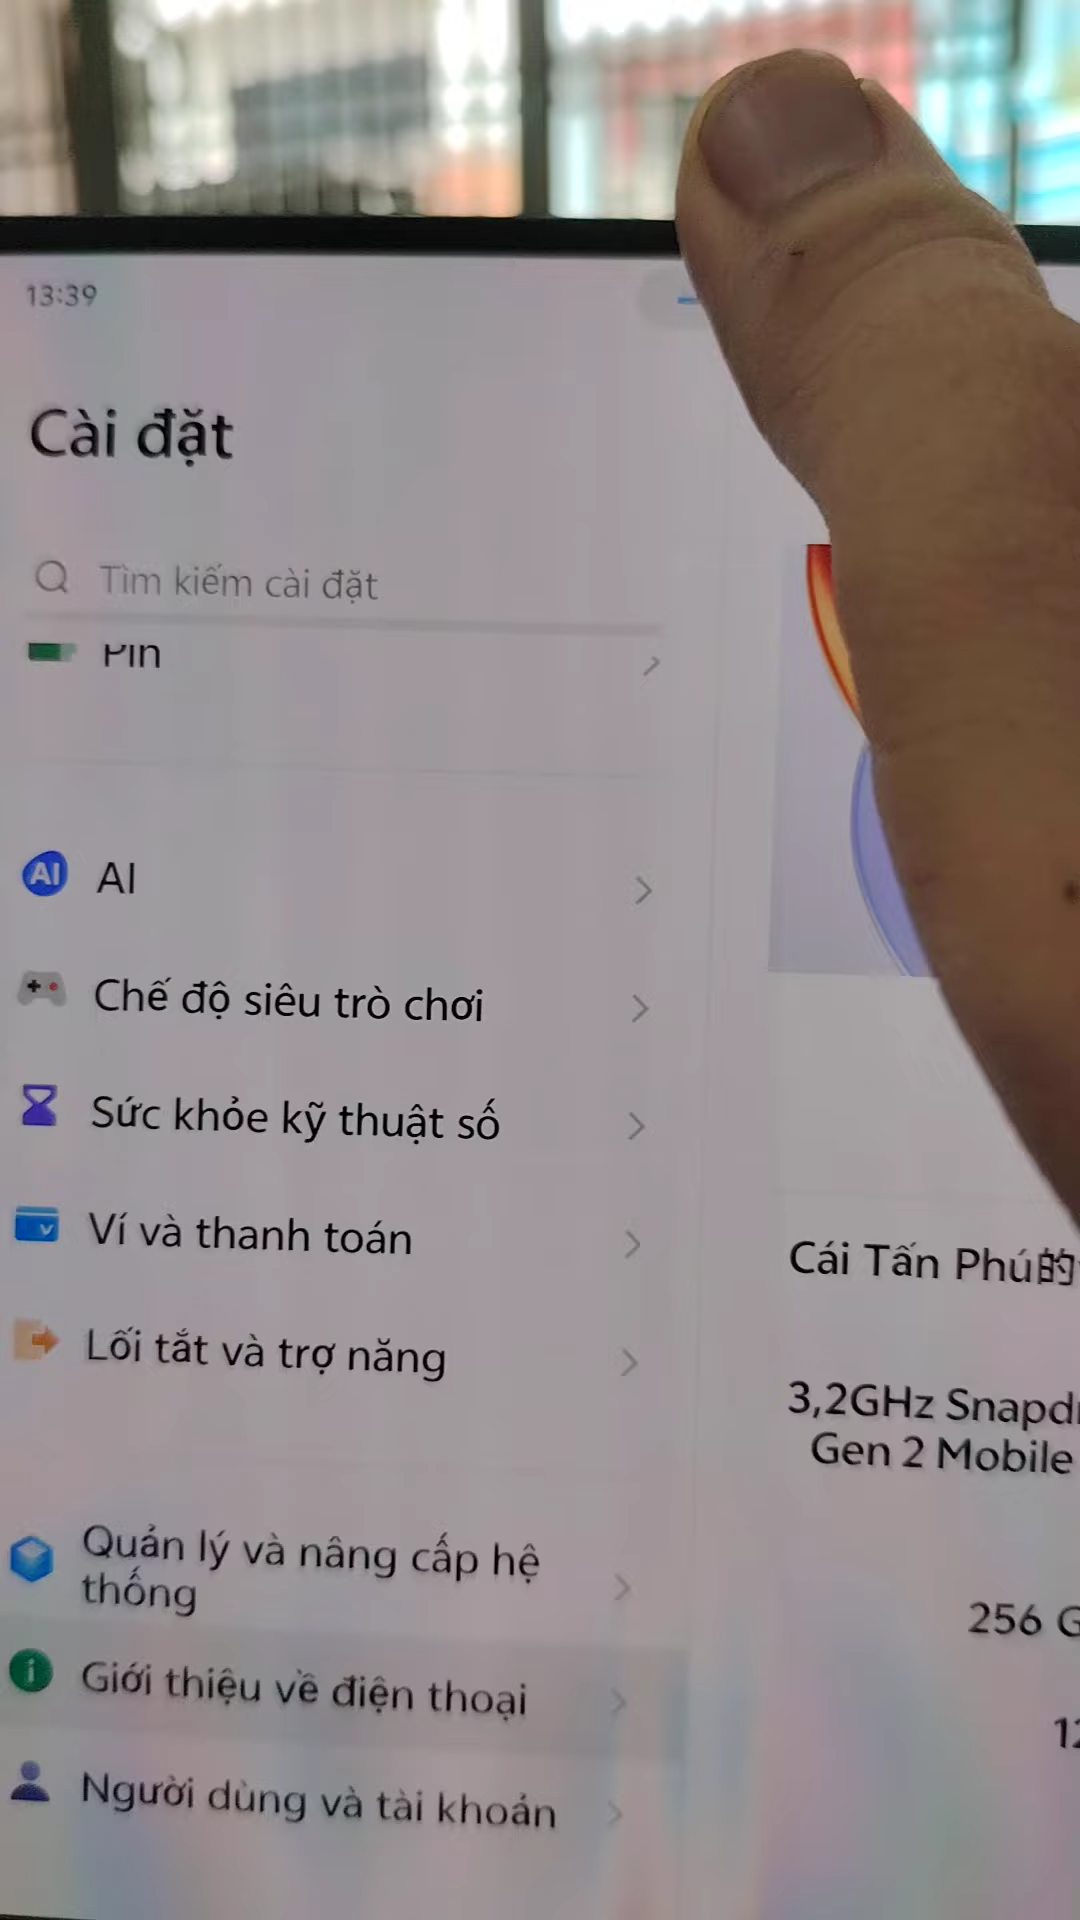 13:39
Cài đặt
Tìm kiếm cài đặt
Pin
AI
AI
Chế độ siêu trò chơi
Sức khỏe kỹ thuật số
Ví và thanh toán
Lối tắt và trợ năng
Quản lý và nâng cấp hệ
thống
Giới thiệu về điện thoại
Người dùng và tài khoản
Cái Tấn Phú的
3,2GHz
Gen 2 Mobile
256